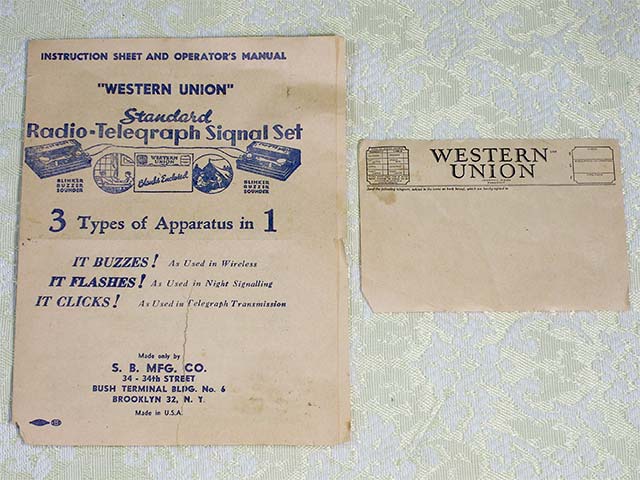 INSTRUCTION SHEET AND OPERATOR'S MANUAL
"WESTERN UNION"
Standard
Radio-Telegraph Signal Set
WESTERN
UNION
Blanks Enclosed
BLINKER
BUZZER
SOUNDER
BLINKER
BUZZER
SOUNDER
3 Types of Apparatus in 1
IT BUZZES! As Used in Wireless
IT FLASHES! As Used in Night Signalling
IT CLICKS! As Used in Telegraph Transmission
Made only by
S. B. MFG. CO.
34 - 34th STREET
BUSH TERMINAL BLDG. No. 6
BROOKLYN 32, N. Y.
Made in U.S.A.
WESTERN
UNION